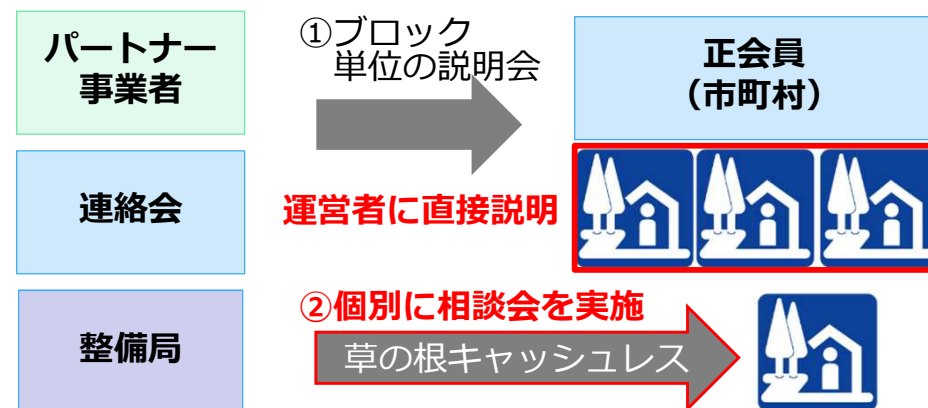 パートナー
事業者
①ブロック
単位の説明会
正会員
（市町村）
連絡会
運営者に直接説明
整備局
②個別に相談会を実施
草の根キャッシュレス